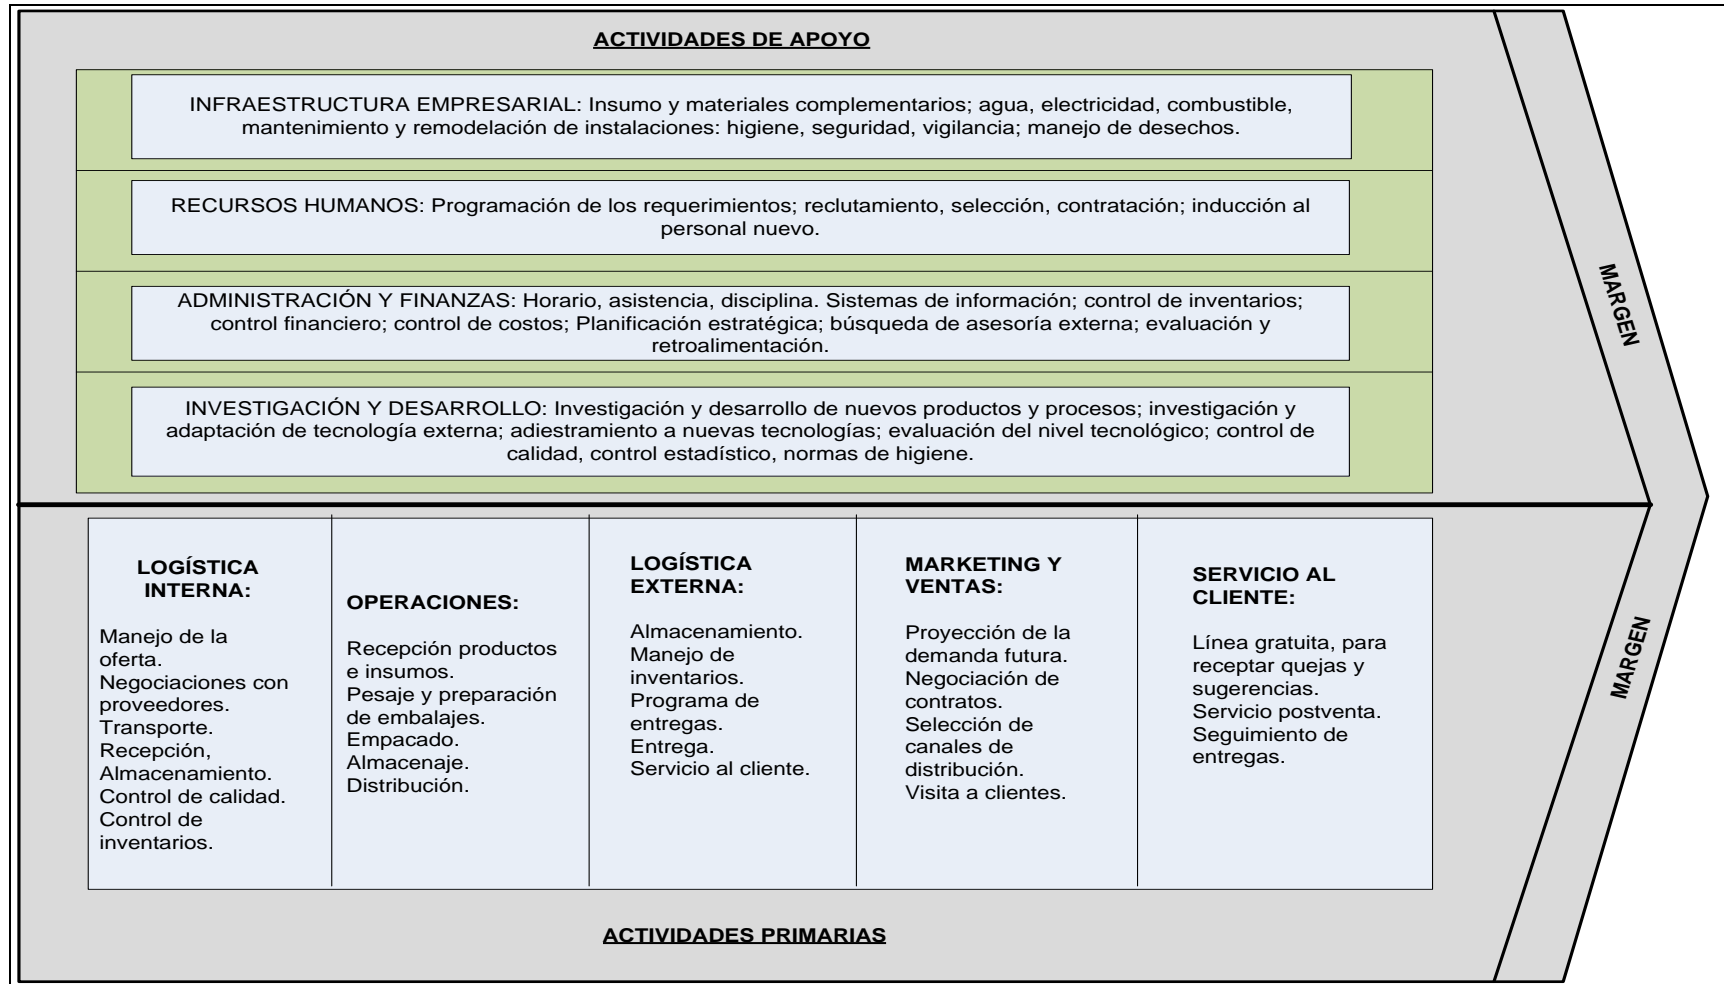 ACTIVIDADES DE APOYO
INFRAESTRUCTURA EMPRESARIAL: Insumo y materiales complementarios; agua, electricidad, combustible,
mantenimiento y remodelación de instalaciones: higiene, seguridad, vigilancia; manejo de desechos.
RECURSOS HUMANOS: Programación de los requerimientos; reclutamiento, selección, contratación; inducción al
personal nuevo.
ADMINISTRACIÓN Y FINANZAS: Horario, asistencia, disciplina. Sistemas de información; control de inventarios;
control financiero; control de costos; Planificación estratégica; búsqueda de asesoría externa; evaluación y
retroalimentación.
INVESTIGACIÓN Y DESARROLLO: Investigación y desarrollo de nuevos productos y procesos; investigación y
adaptación de tecnología externa; adiestramiento a nuevas tecnologías; evaluación del nivel tecnológico; control de
calidad, control estadístico, normas de higiene.
MARGEN
LOGÍSTICA
INTERNA:
Manejo de la
oferta.
Negociaciones con
proveedores.
Transporte.
Recepción,
Almacenamiento.
Control de calidad.
Control de
inventarios.
OPERACIONES:
Recepción productos
e insumos.
Pesaje y preparación
de embalajes.
Empacado.
Almacenaje.
Distribución.
LOGÍSTICA
EXTERNA:
Almacenamiento.
Manejo de
inventarios.
Programa de
entregas.
Entrega.
Servicio al cliente.
MARKETING Y
VENTAS:
Proyección de la
demanda futura.
Negociación de
contratos.
Selección de
canales de
distribución.
Visita a clientes.
SERVICIO AL
CLIENTE:
Línea gratuita, para
receptar quejas y
sugerencias.
Servicio postventa.
Seguimiento de
entregas.
MARGEN
ACTIVIDADES PRIMARIAS